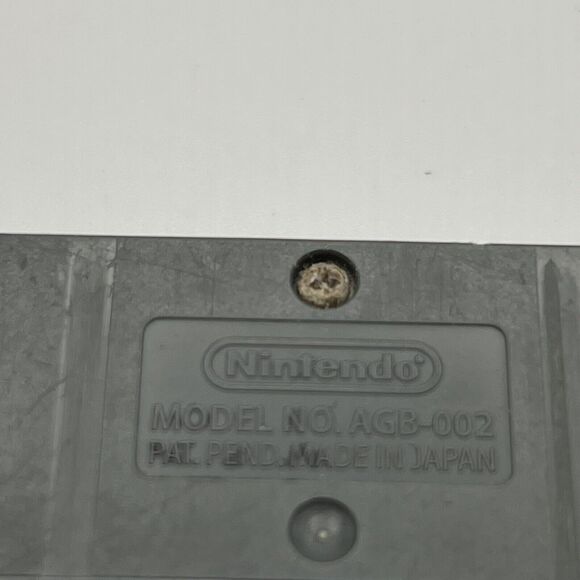 Nintendo®
MODEL NO. AGB-002
PAT. PEND. MADE IN JAPAN